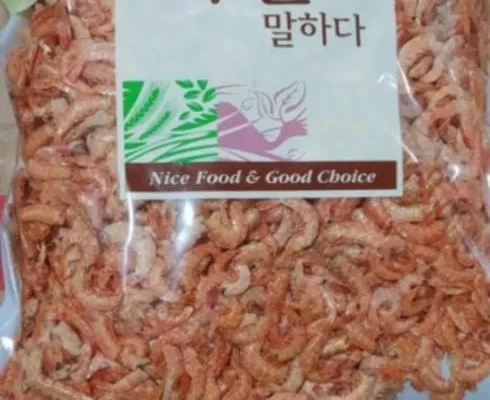 말하다
Nice Food & Good Choice